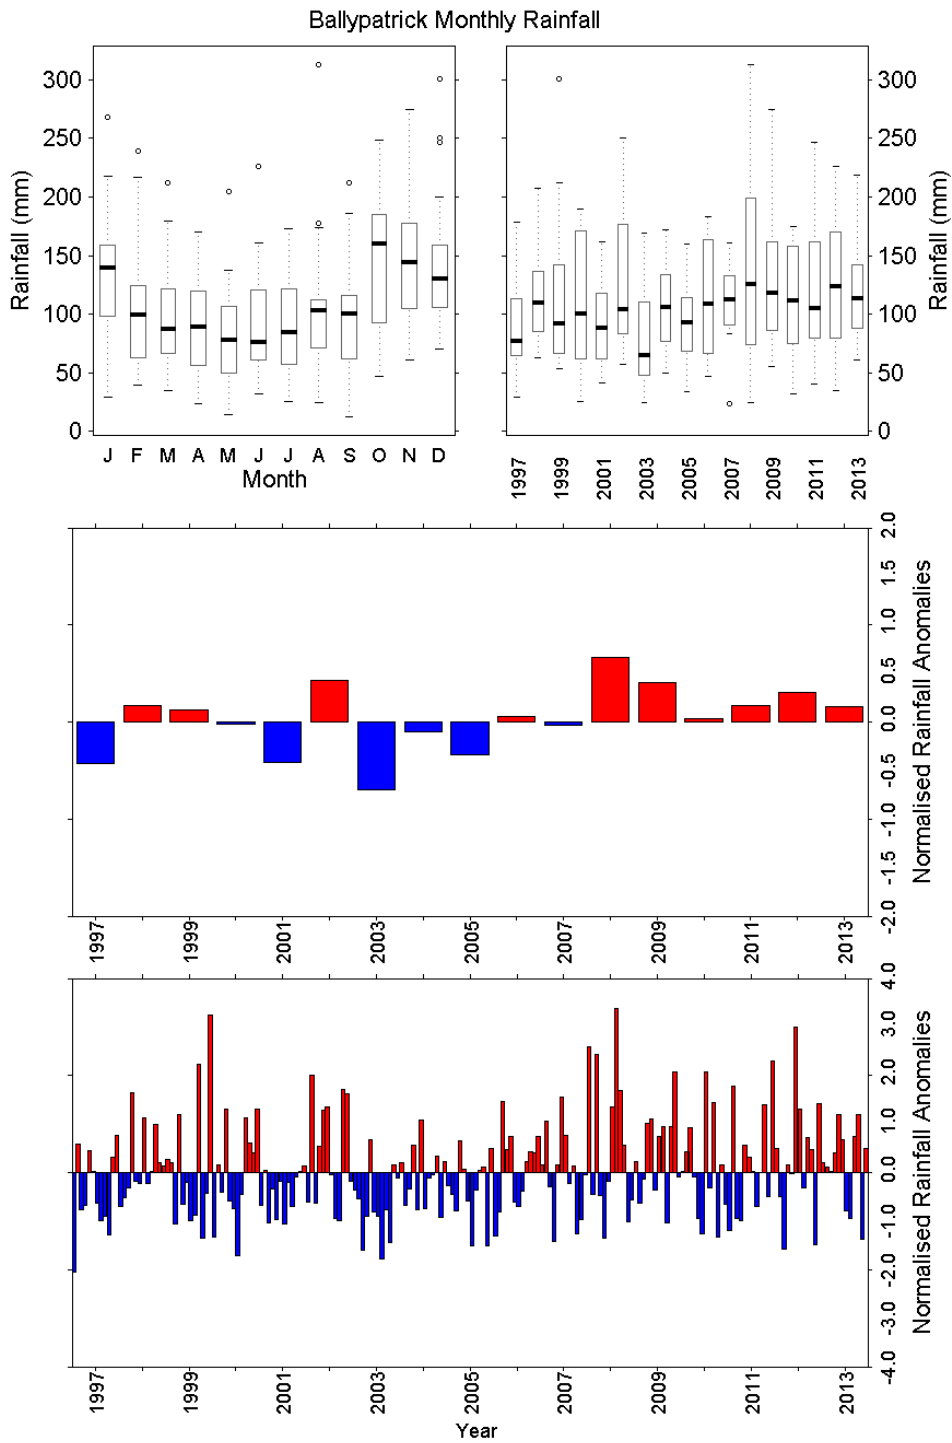 Ballypatrick Monthly Rainfall
Rainfall (mm)
300
250
200
150
100
50
0
J F M A M J J A S O N D
Month
300
250
200
150
100
50
0
Rainfall (mm)
1997 1999 2001 2003 2005 2007 2009 2011 2013
2.0
1.5
1.0
0.5
0.0
-0.5
-1.0
-1.5
-2.0
Normalised Rainfall Anomalies
1997 1999 2001 2003 2005 2007 2009 2011 2013
4.0
3.0
2.0
1.0
0.0
-1.0
-2.0
-3.0
-4.0
Normalised Rainfall Anomalies
1997 1999 2001 2003 2005 2007 2009 2011 2013
Year